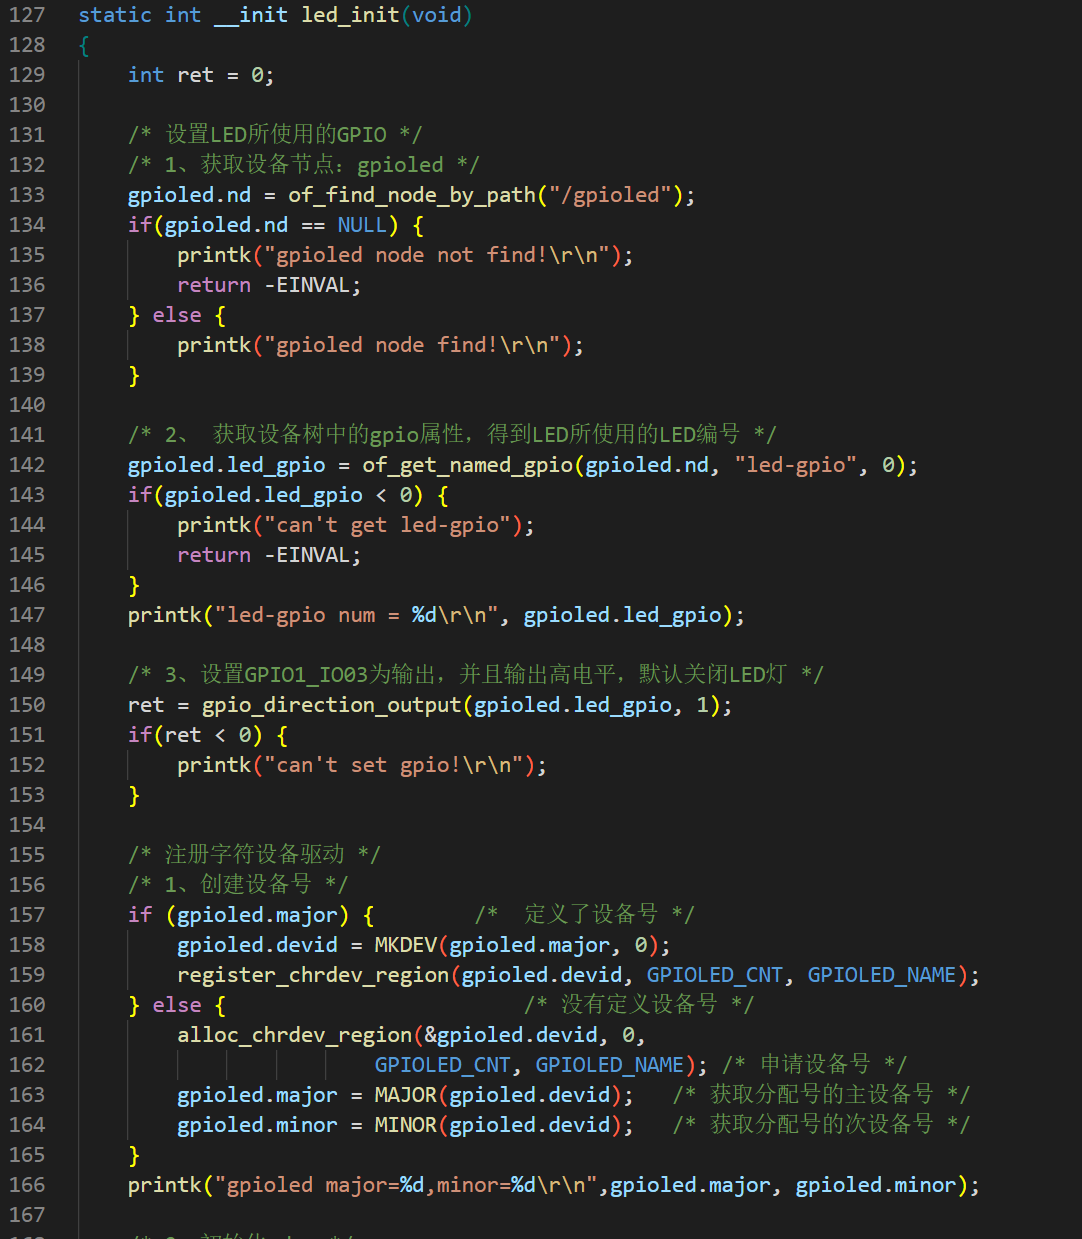 127 static int __init led_init(void)
128 {
129     int ret = 0;
130
131     /* 设置LED所使用的GPIO */
132     /* 1、获取设备节点：gpioled */
133     gpioled.nd = of_find_node_by_path("/gpioled");
134     if(gpioled.nd == NULL) {
135         printk("gpioled node not find!\r\n");
136         return -EINVAL;
137     } else {
138         printk("gpioled node find!\r\n");
139     }
140
141     /* 2、 获取设备树中的gpio属性，得到LED所使用的LED编号 */
142     gpioled.led_gpio = of_get_named_gpio(gpioled.nd, "led-gpio", 0);
143     if(gpioled.led_gpio < 0) {
144         printk("can't get led-gpio");
145         return -EINVAL;
146     }
147     printk("led-gpio num = %d\r\n", gpioled.led_gpio);
148
149     /* 3、设置GPIO1_IO03为输出，并且输出高电平，默认关闭LED灯 */
150     ret = gpio_direction_output(gpioled.led_gpio, 1);
151     if(ret < 0) {
152         printk("can't set gpio!\r\n");
153     }
154
155     /* 注册字符设备驱动 */
156     /* 1、创建设备号 */
157     if (gpioled.major) {        /*  定义了设备号 */
158         gpioled.devid = MKDEV(gpioled.major, 0);
159         register_chrdev_region(gpioled.devid, GPIOLED_CNT, GPIOLED_NAME);
160     } else {                        /* 没有定义设备号 */
161         alloc_chrdev_region(&gpioled.devid, 0,
162                         GPIOLED_CNT, GPIOLED_NAME); /* 申请设备号 */
163         gpioled.major = MAJOR(gpioled.devid);   /* 获取分配号的主设备号 */
164         gpioled.minor = MINOR(gpioled.devid);   /* 获取分配号的次设备号 */
165     }
166     printk("gpioled major=%d,minor=%d\r\n",gpioled.major, gpioled.minor);
167